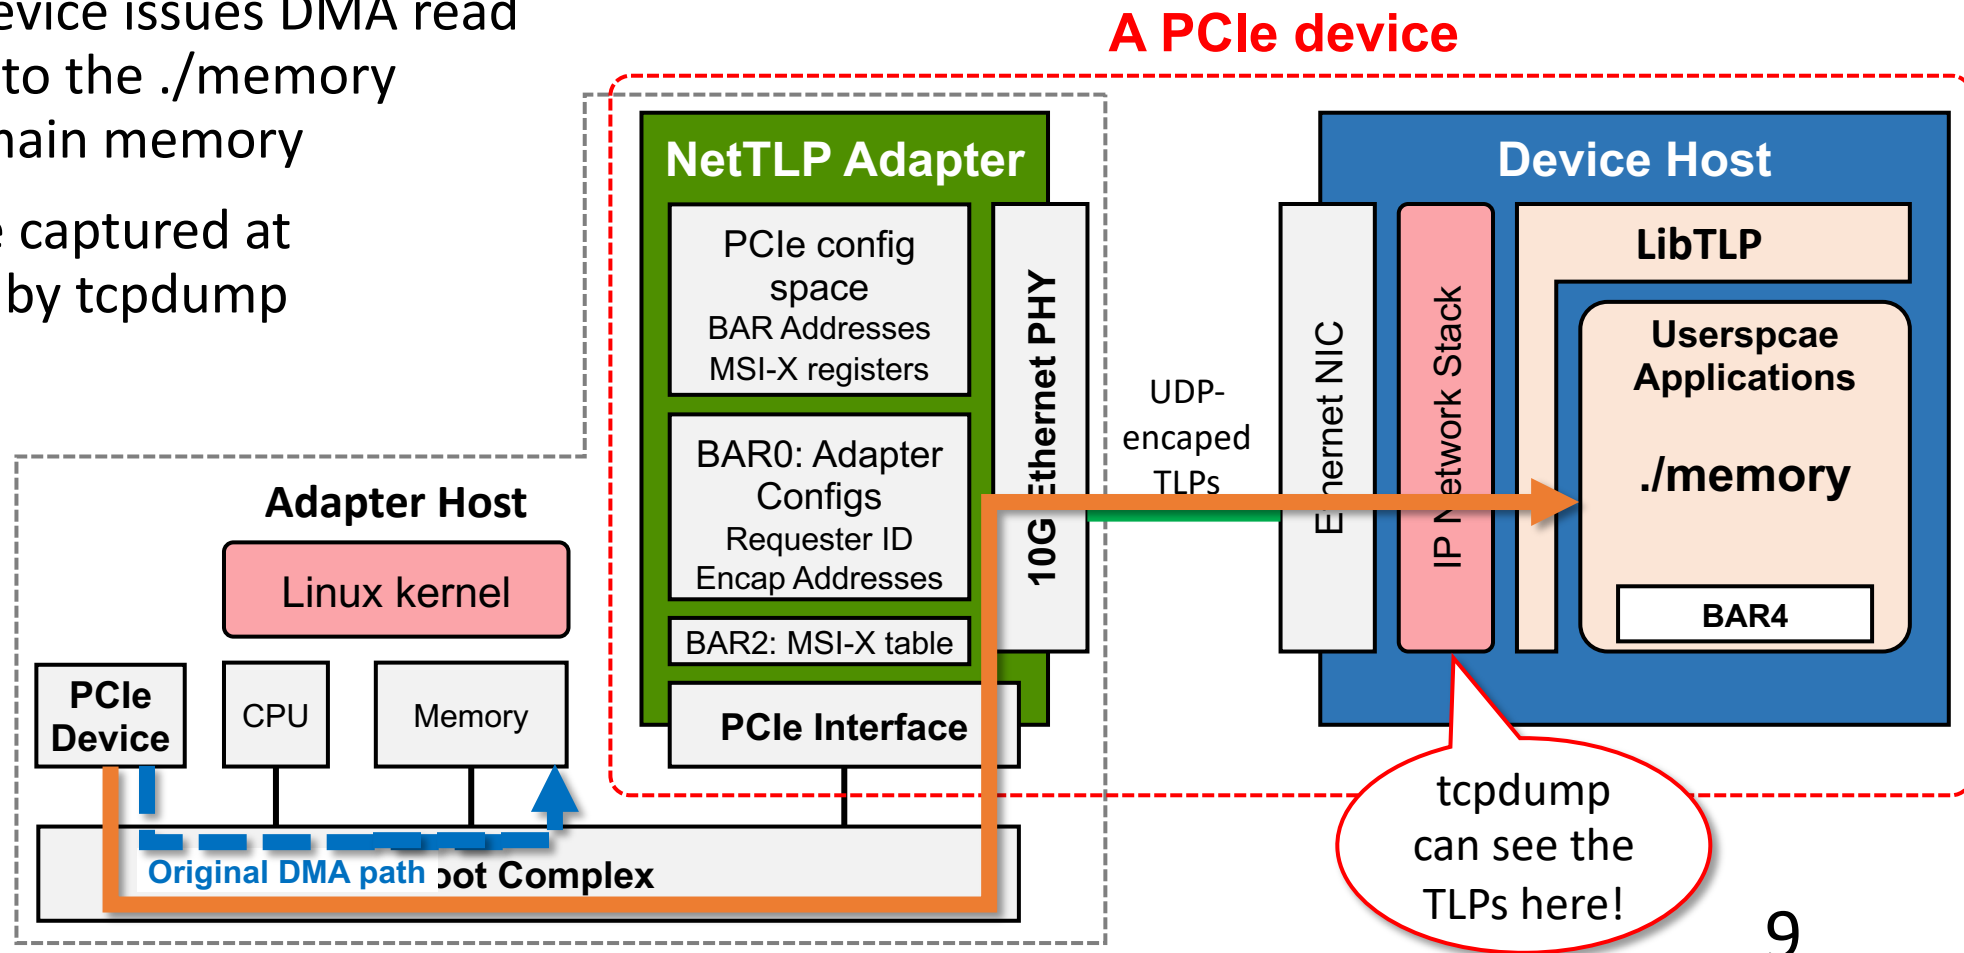 evice issues DMA read
to the ./memory
main memory
e captured at
by tcpdump
A PCIe device
NetTLP Adapter
PCIe config
space
BAR Addresses
MSI-X registers
BAR0: Adapter
Configs
Requester ID
Encap Addresses
BAR2: MSI-X table
PCIe Interface
10G Ethernet PHY
UDP-
encaped
TLPs
Device Host
Ethernet NIC
IP Network Stack
LibTLP
Userspcae
Applications
./memory
BAR4
Adapter Host
Linux kernel
PCIe
Device
CPU
Memory
Original DMA path
oot Complex
tcpdump
can see the
TLPs here!
9